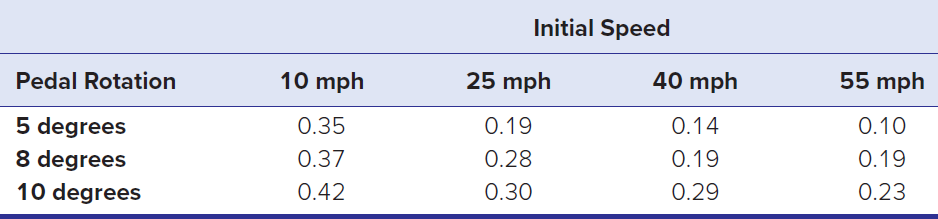 Initial Speed
Pedal Rotation 10 mph 25 mph 40 mph 55 mph
5 degrees 0.35 0.19 0.14 0.10
8 degrees 0.37 0.28 0.19 0.19
10 degrees 0.42 0.30 0.29 0.23